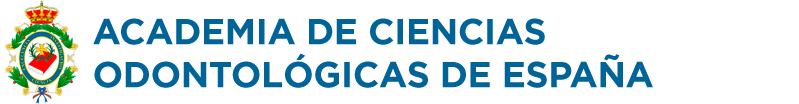 ACADEMIA DE CIENCIAS
ODONTOLÓGICAS DE ESPAÑA